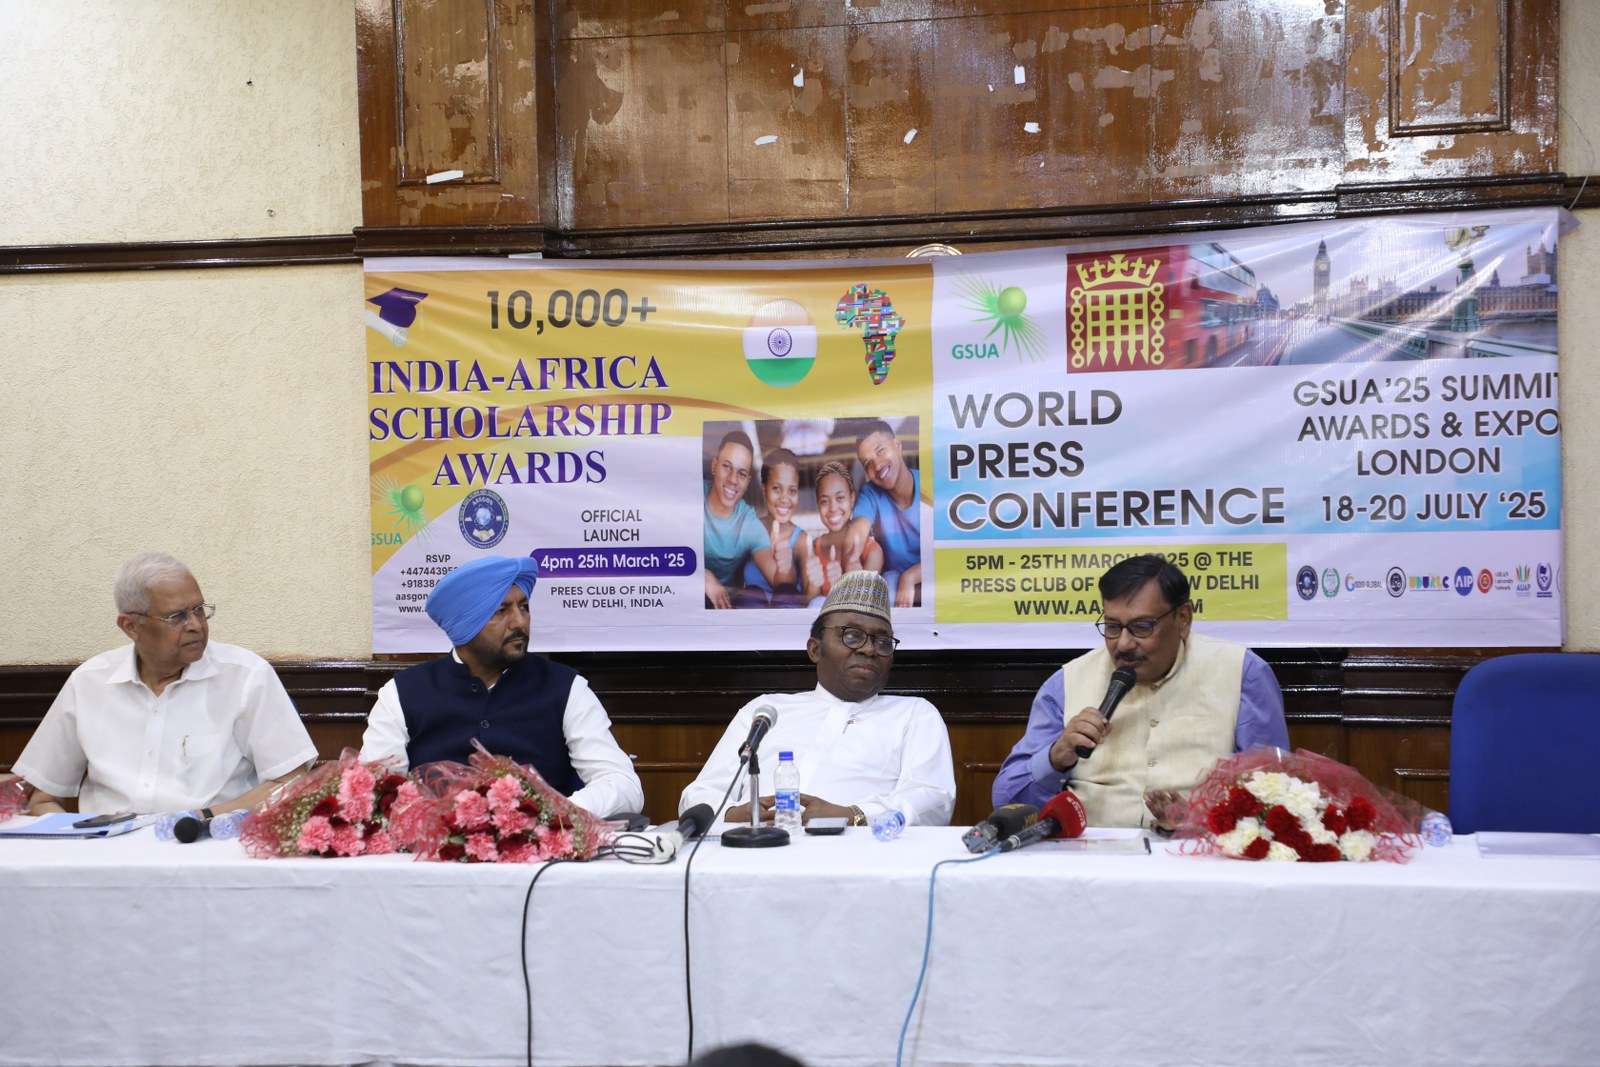 10,000+
INDIA-AFRICA
SCHOLARSHIP
AWARDS
GSUA
OFFICIAL
LAUNCH
4pm 25th March '25
PREES CLUB OF INDIA,
NEW DELHI, INDIA
RSVP
GSUA
WORLD
PRESS
CONFERENCE
5PM - 25TH MARCH 2025 @ THE
PRESS CLUB OF NEW DELHI
GSUA'25 SUMMIT
AWARDS & EXPO
LONDON
18-20 JULY '25
AIP